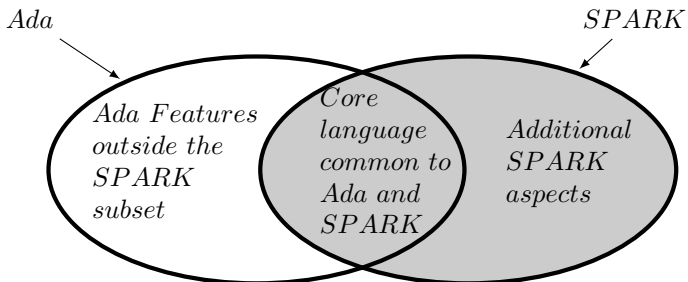 Ada
SPARK
Ada Features
outside the
SPARK
subset
Core
language
common to
Ada and
SPARK
Additional
SPARK
aspects